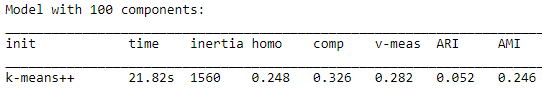 Model with 100 components:
init time inertia homo comp v-meas ARI AMI
k-means++ 21.82s 1560 0.248 0.326 0.282 0.052 0.246